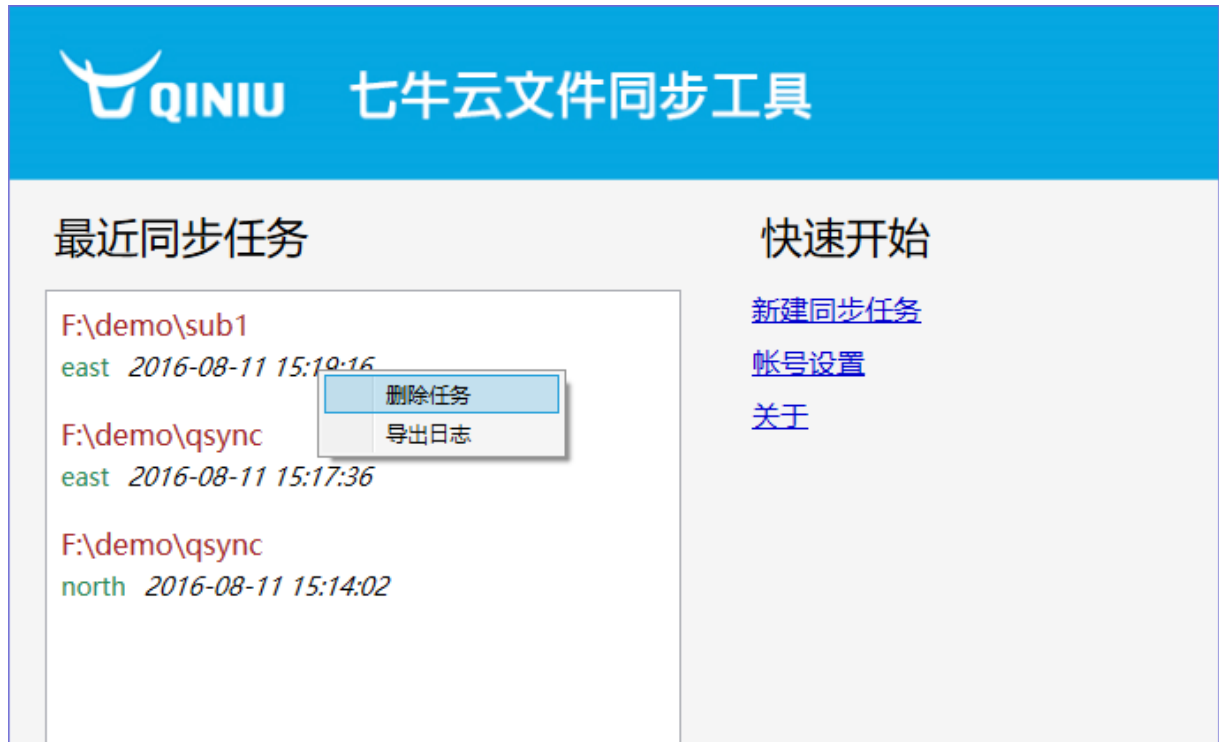 QINIU 七牛云文件同步工具
最近同步任务
F:\demo\sub1
east 2016-08-11 15:19:16
删除任务
导出日志
F:\demo\qsync
east 2016-08-11 15:17:36
F:\demo\qsync
north 2016-08-11 15:14:02
快速开始
新建同步任务
帐号设置
关于